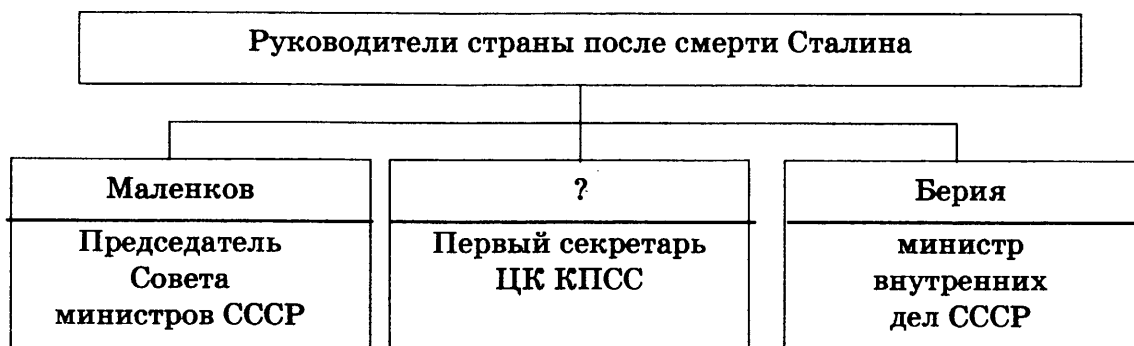 Руководители страны после смерти Сталина
Маленков
Председатель
Совета
министров СССР
?
Первый секретарь
ЦК КПСС
Берия
министр
внутренних
дел СССР